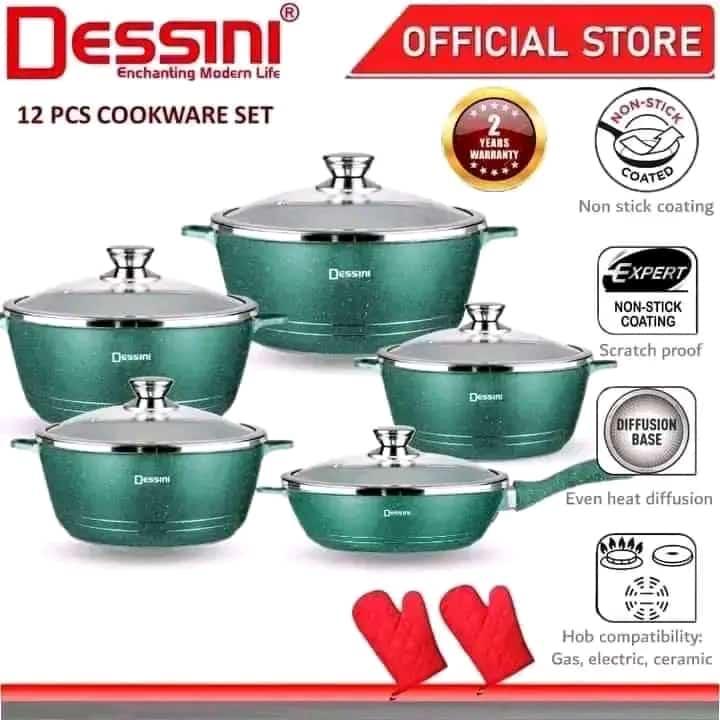 DESSINI®
Enchanting Modern Life
OFFICIAL STORE
12 PCS COOKWARE SET
2
YEARS
WARRANTY
NON-STICK
COATED
Non stick coating
DESSINI
EXPERT
NON-STICK
COATING
Scratch proof
DESSINI
DESSINI
DIFFUSION
BASE
Even heat diffusion
DESSINI
DESSINI
Hob compatibility:
Gas, electric, ceramic